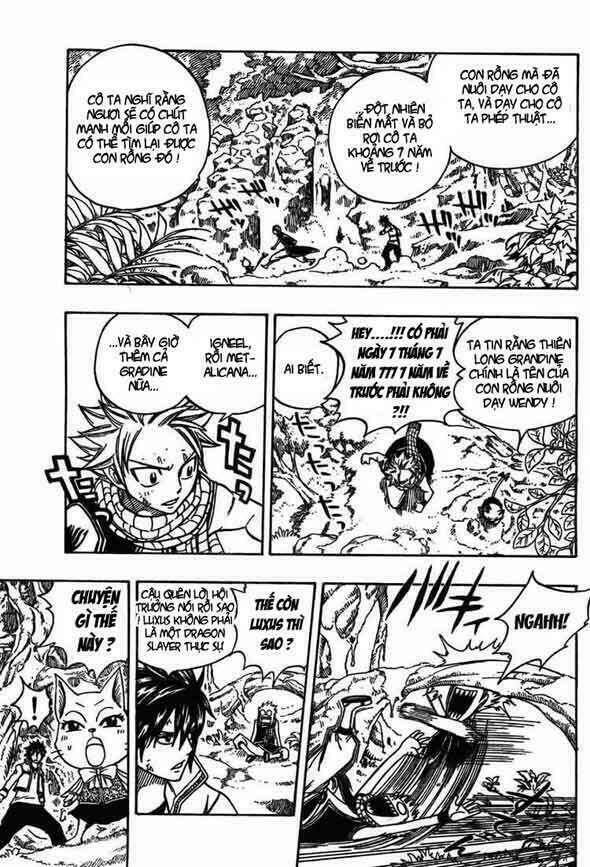 CON RỒNG MÀ ĐÃ
NUÔI DẠY CHO CÔ
TA, VÀ DẠY CHO CÔ
TA PHÉP THUẬT...
...ĐỘT NHIÊN
BIẾN MẤT VÀ BỎ
RƠI CÔ TA
KHOẢNG 7 NĂM
VỀ TRƯỚC !
CÔ TA NGHĨ RẰNG
NGƯƠI SẼ CÓ CHÚT
MANH MỐI GIÚP CÔ TA
CÓ THỂ TÌM LẠI ĐƯỢC
CON RỒNG ĐÓ !
TA TIN RẰNG THIÊN
LONG GRANDINE
CHÍNH LÀ TÊN CỦA
CON RỒNG NUÔI
DẠY WENDY !
HEY.....!!! CÓ PHẢI
NGÀY 7 THÁNG 7
NĂM 777 7 NĂM VỀ
TRƯỚC PHẢI KHÔNG
?!!
AI BIẾT.
IGNEEL,
RỒI MET-
ALICANA...
...VÀ BÂY GIỜ
THÊM CẢ
GRADINE
NỮA...
NGAHH!
THẾ CÒN
LUXUS THÌ
SAO ?
CẬU QUÊN LỜI HỘI
TRƯỞNG NÓI RỒI SAO
! LUXUS KHÔNG PHẢI
LÀ MỘT DRAGON
SLAYER THỰC SỰ
CHUYỆN
GÌ THẾ
NÀY ?
!